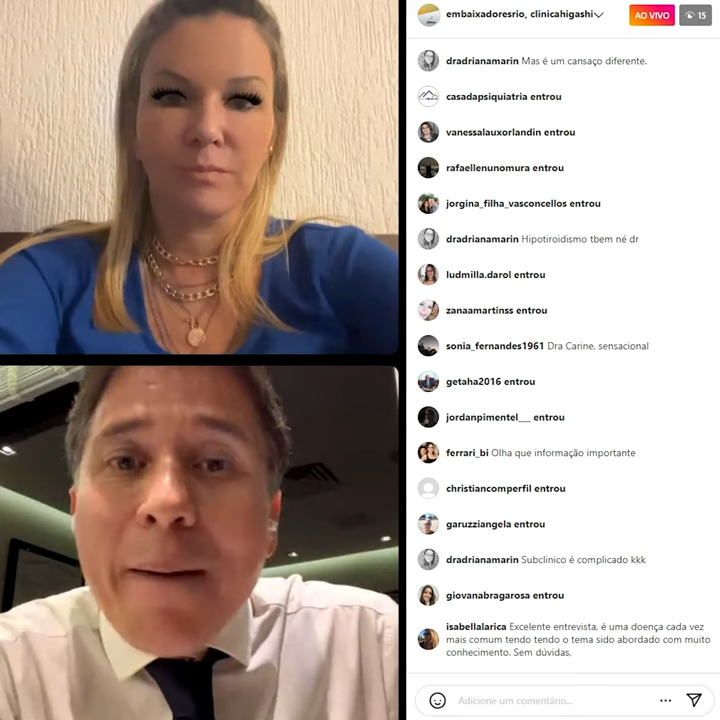 embaixadoresrio, clinicahigashi
AO VIVO
15
dradrianamarin Mas é um cansaço diferente.
casadapsiquiatria entrou
vanessalauxorlandin entrou
rafaellenunomura entrou
jorgina_filha_vasconcellos entrou
dradrianamarin Hipotiroidismo tbem né dr
ludmilla.darol entrou
zanaamartinss entrou
sonia_fernandes1961 Dra Carine, sensacional
getaha2016 entrou
jordanpimentel___ entrou
ferrari_bi Olha que informação importante
christiancomperfil entrou
garuzziangela entrou
dradrianamarin Subclinico é complicado kkk
giovanabragarosa entrou
isabellalarica Excelente entrevista, é uma doença cada vez
mais comum tendo tendo o tema sido abordado com muito
conhecimento. Sem dúvidas,
Adicione um comentário...